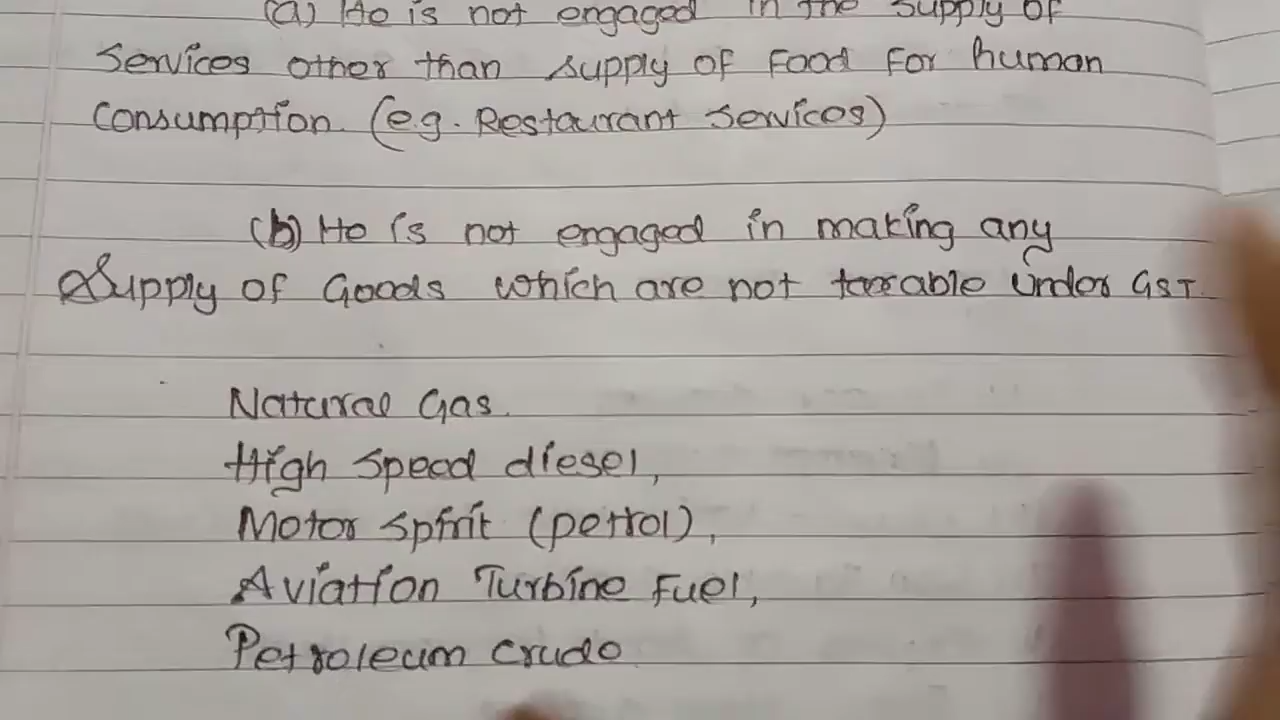 (a) He is not engaged in the supply of
Services other than supply of Food For human
Consumption. (e.g. Restaurant Services)
(b) He is not engaged in making any
Supply of Goods which are not taxable under GST.
Natural Gas.
High Speed diesel,
Motor Spirit (petrol),
Aviation Turbine Fuel,
Petroleum crude